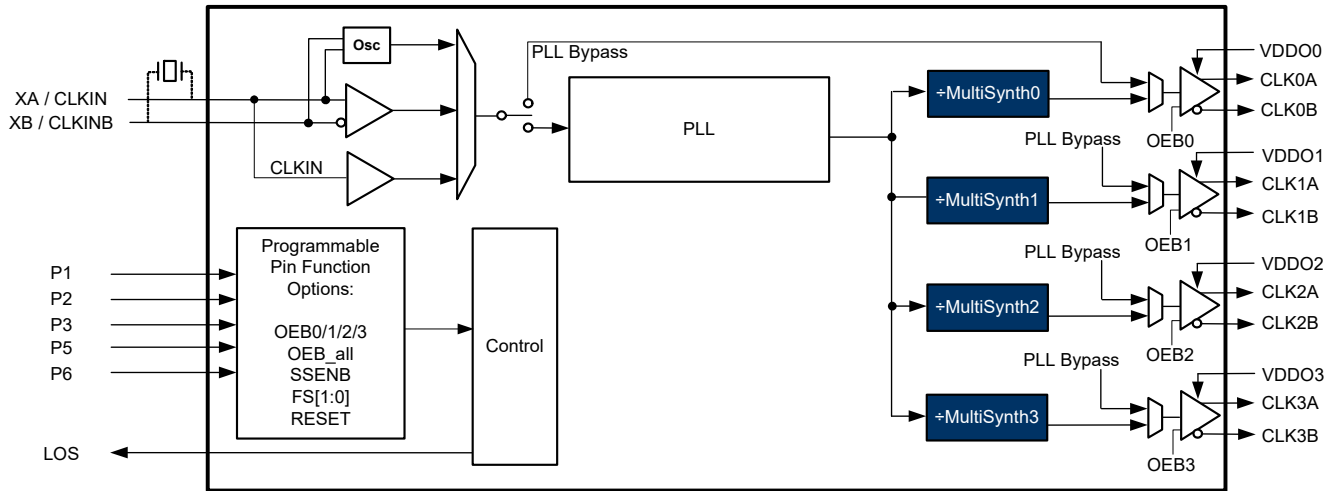 Osc
PLL Bypass
VDDO0
XA / CLKIN
CLK0A
÷MultiSynth0
XB / CLKINB
PLL
CLK0B
OEB0
CLKIN
PLL Bypass
VDDO1
CLK1A
÷MultiSynth1
CLK1B
OEB1
Programmable
Pin Function
Options:
PLL Bypass
VDDO2
P1
CLK2A
P2
÷MultiSynth2
P3
OEB0/1/2/3
CLK2B
P5
OEB_all
Control
OEB2
P6
SSENB
PLL Bypass
VDDO3
FS[1:0]
CLK3A
RESET
÷MultiSynth3
CLK3B
LOS
OEB3